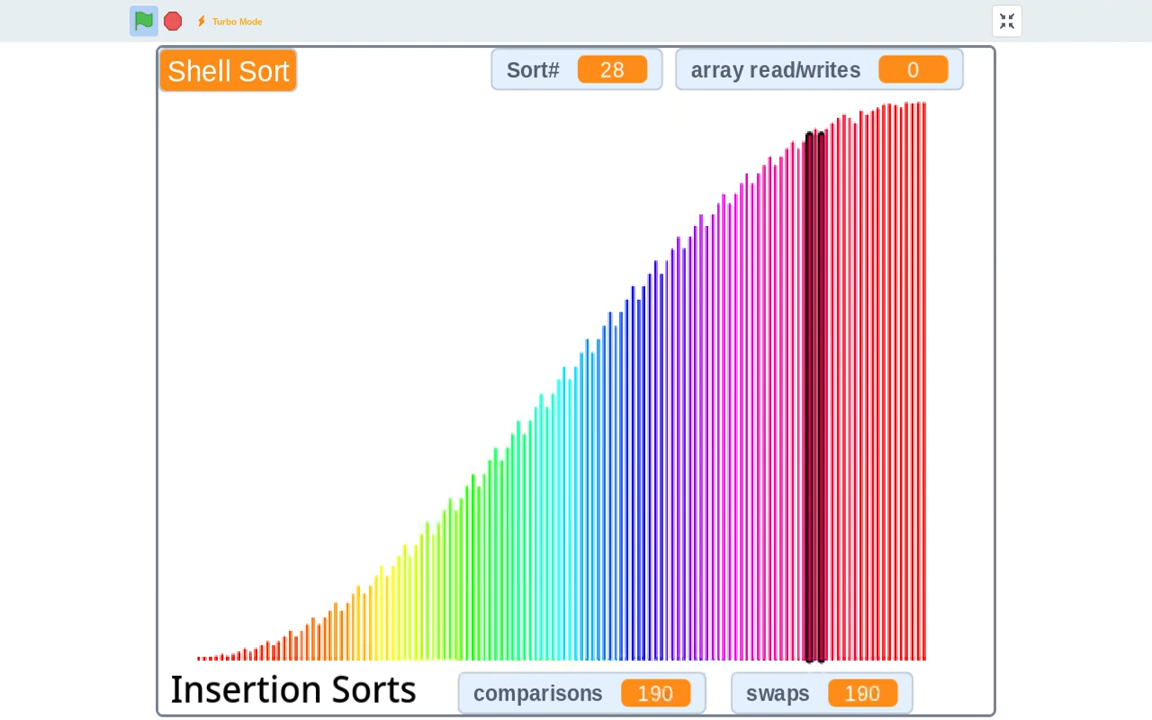 Turbo Mode
Shell Sort
Sort# 28
array read/writes 0
Insertion Sorts
comparisons 190
swaps 190